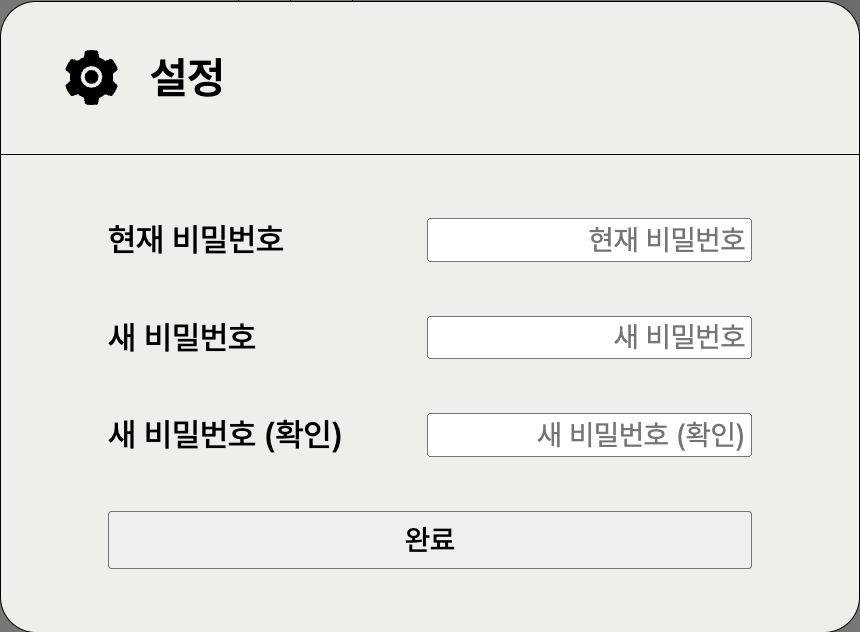 설정
현재 비밀번호 현재 비밀번호
새 비밀번호 새 비밀번호
새 비밀번호 (확인) 새 비밀번호 (확인)
완료